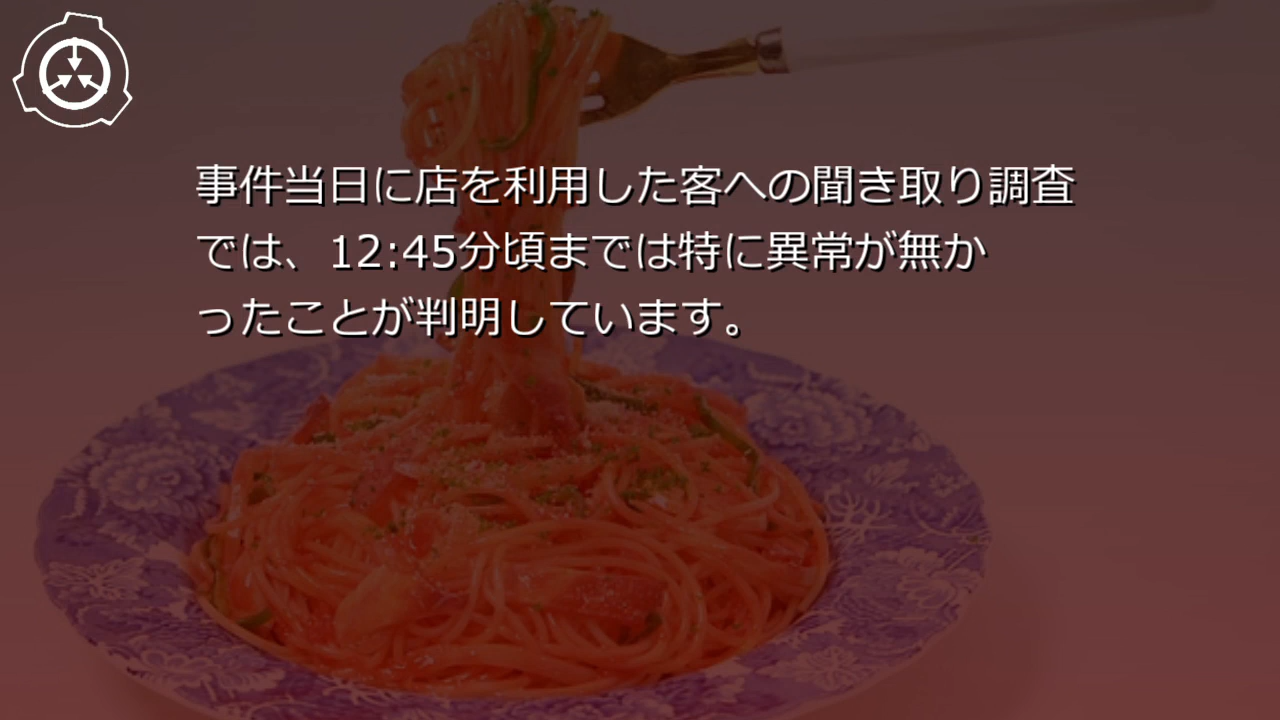 事件当日に店を利用した客への聞き取り調査
では、12:45分頃までは特に異常が無か
ったことが判明しています。